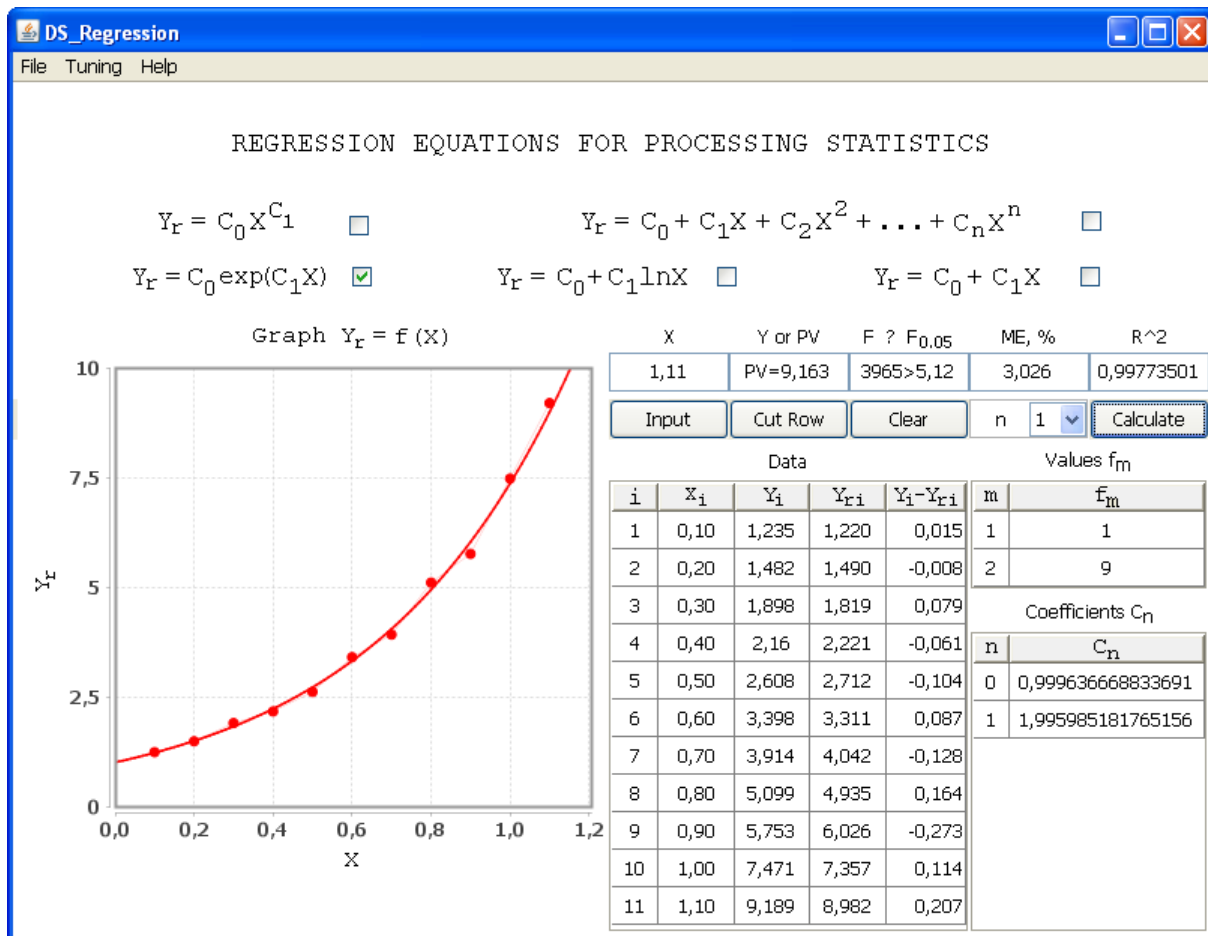 DS_Regression
File Tuning Help
REGRESSION EQUATIONS FOR PROCESSING STATISTICS
Yr = C0X^C1
Yr = C0 + C1X + C2X^2 + ... + CnX^n
Yr = C0exp(C1X)
Yr = C0 + C1lnX
Yr = C0 + C1X
Graph Yr = f(X)
X Y or PV F ? F0.05 ME, % R^2
1,11 PV=9,163 3965>5,12 3,026 0,99773501
Input Cut Row Clear n 1 Calculate
Data
i Xi Yi Yri Yi-Yri
1 0,10 1,235 1,220 0,015
2 0,20 1,482 1,490 -0,008
3 0,30 1,898 1,819 0,079
4 0,40 2,16 2,221 -0,061
5 0,50 2,608 2,712 -0,104
6 0,60 3,398 3,311 0,087
7 0,70 3,914 4,042 -0,128
8 0,80 5,099 4,935 0,164
9 0,90 5,753 6,026 -0,273
10 1,00 7,471 7,357 0,114
11 1,10 9,189 8,982 0,207
Values fm
m fm
1 1
2 9
Coefficients Cn
n Cn
0 0,999636668833691
1 1,995985181765156
10
7,5
5
2,5
0
Yr
0,0 0,2 0,4 0,6 0,8 1,0 1,2
X